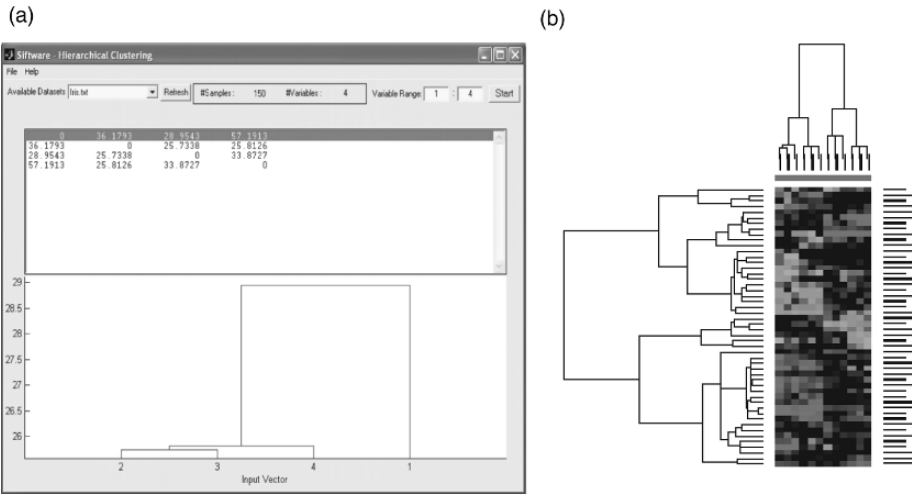 (a)
Siftware - Hierarchical Clustering
File Help
Available Datasets Iris.txt Refresh #Samples : 150 #Variables : 4 Variable Range: 1 : 4 Start
0 36.1793 28.9543 57.1913
36.1793 0 25.7338 25.8126
28.9543 25.7338 0 33.8727
57.1913 25.8126 33.8727 0
29
28.5
28
27.5
27
26.5
26
2 3 4 1
Input Vector
(b)